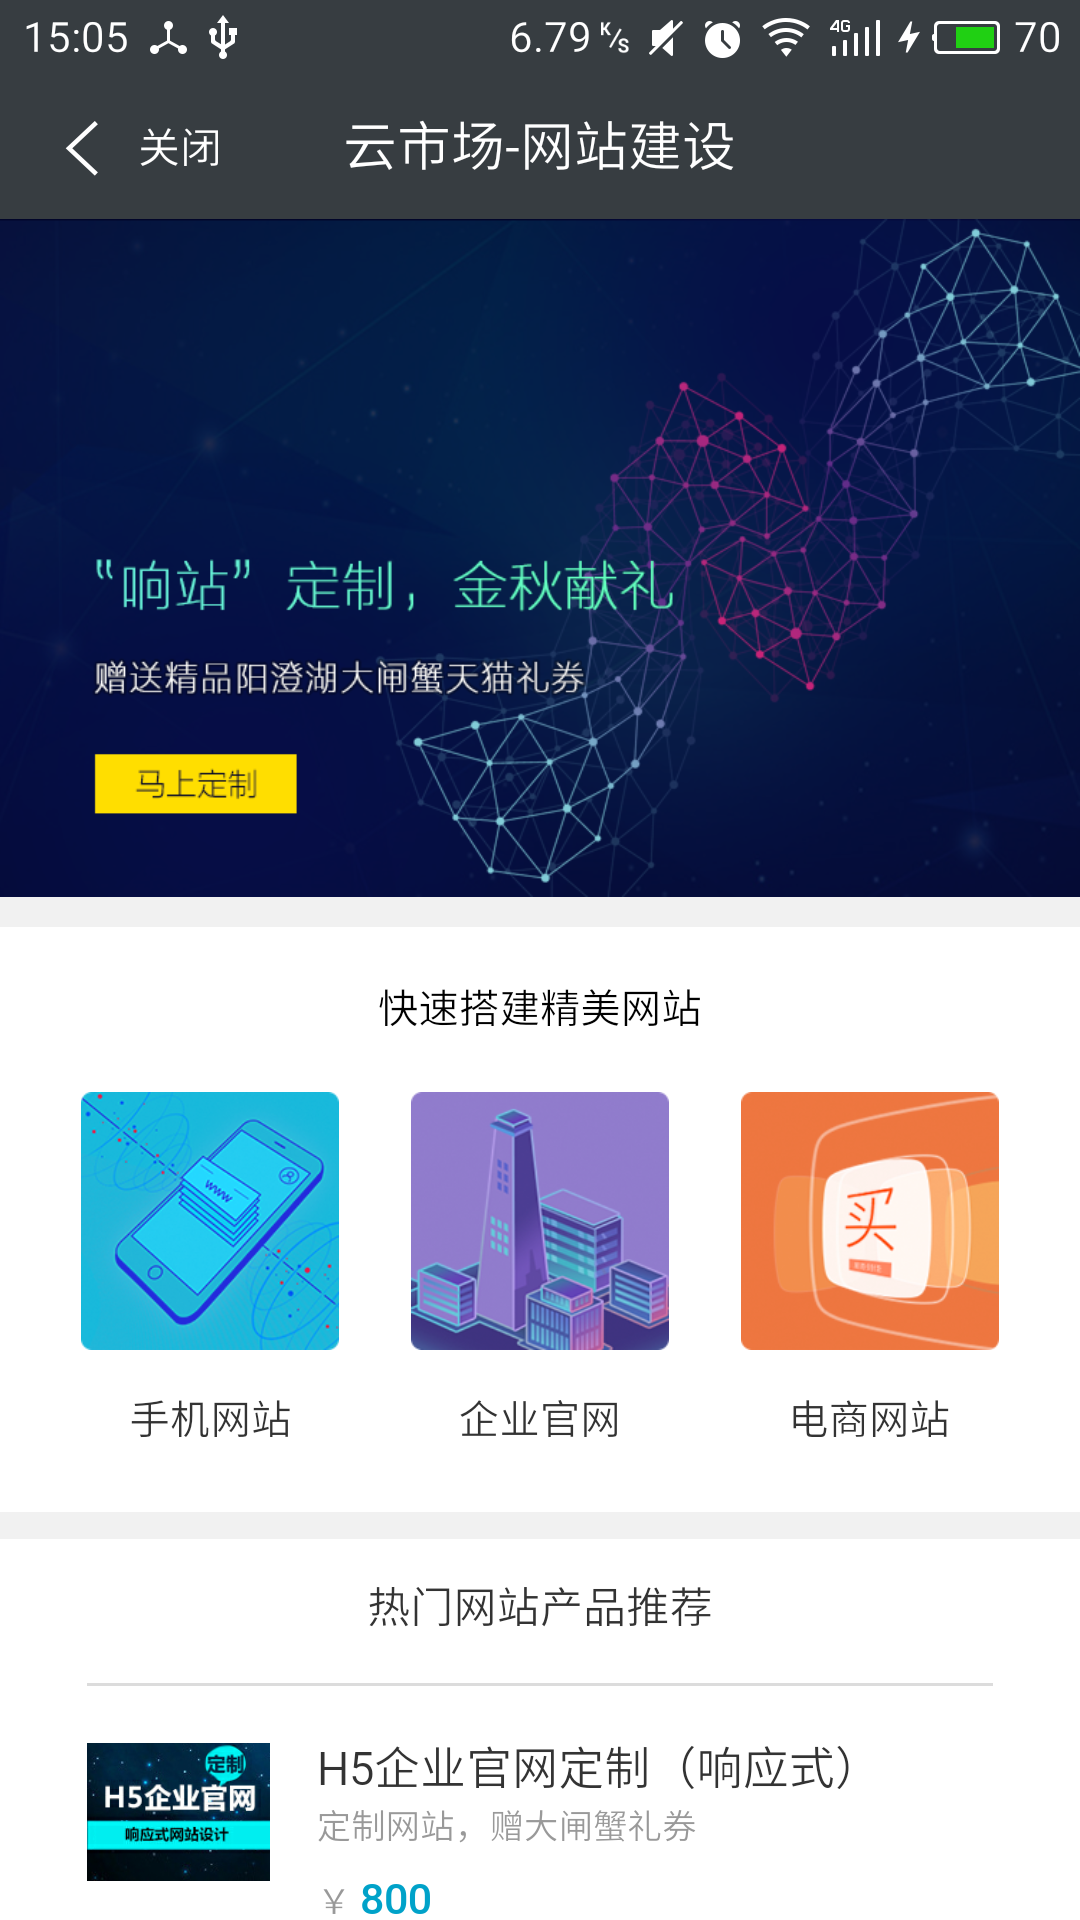 15:05 6.79 K/s 4G 70
关闭 云市场-网站建设
“响站”定制，金秋献礼
赠送精品阳澄湖大闸蟹天猫礼券
马上定制
快速搭建精美网站
www
买
手机网站 企业官网 电商网站
热门网站产品推荐
定制
H5企业官网
响应式网站设计
H5企业官网定制（响应式）
定制网站，赠大闸蟹礼券
¥ 800